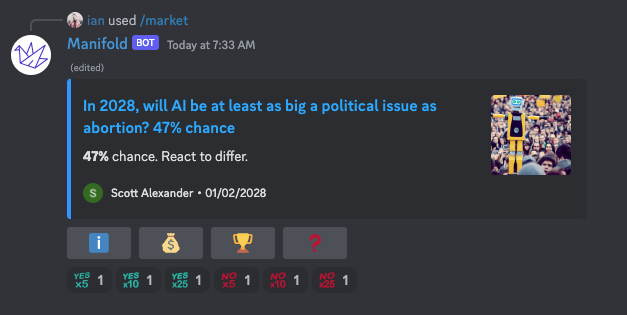 ian used /market
Manifold BOT Today at 7:33 AM
(edited)
In 2028, will AI be at least as big a political issue as
abortion? 47% chance
47% chance. React to differ.
S Scott Alexander • 01/02/2028
YES x5 1 YES x10 1 YES x25 1 NO x5 1 NO x10 1 NO x25 1